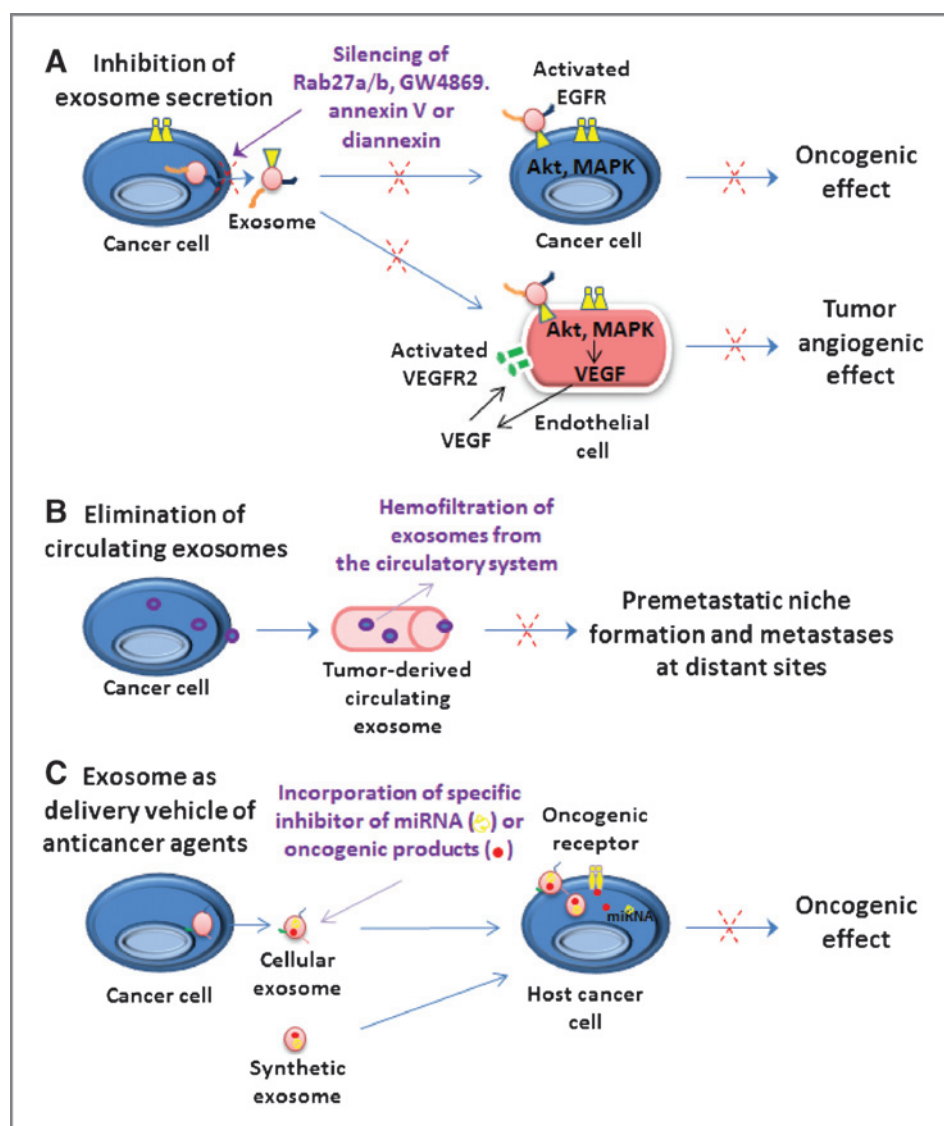 A Inhibition of
exosome secretion
Silencing of
Rab27a/b, GW4869.
annexin V or
diannexin
Activated
EGFR
Akt, MAPK
Oncogenic
effect
Exosome
Cancer cell
Cancer cell
Akt, MAPK
VEGF
Activated
VEGFR2
VEGF
Endothelial
cell
Tumor
angiogenic
effect
B Elimination of
circulating exosomes
Hemofiltration of
exosomes from
the circulatory system
Cancer cell
Tumor-derived
circulating
exosome
Premetastatic niche
formation and metastases
at distant sites
C Exosome as
delivery vehicle of
anticancer agents
Incorporation of specific
inhibitor of miRNA ( ) or
oncogenic products ( )
Oncogenic
receptor
miRNA
Cancer cell
Cellular
exosome
Host cancer
cell
Oncogenic
effect
Synthetic
exosome